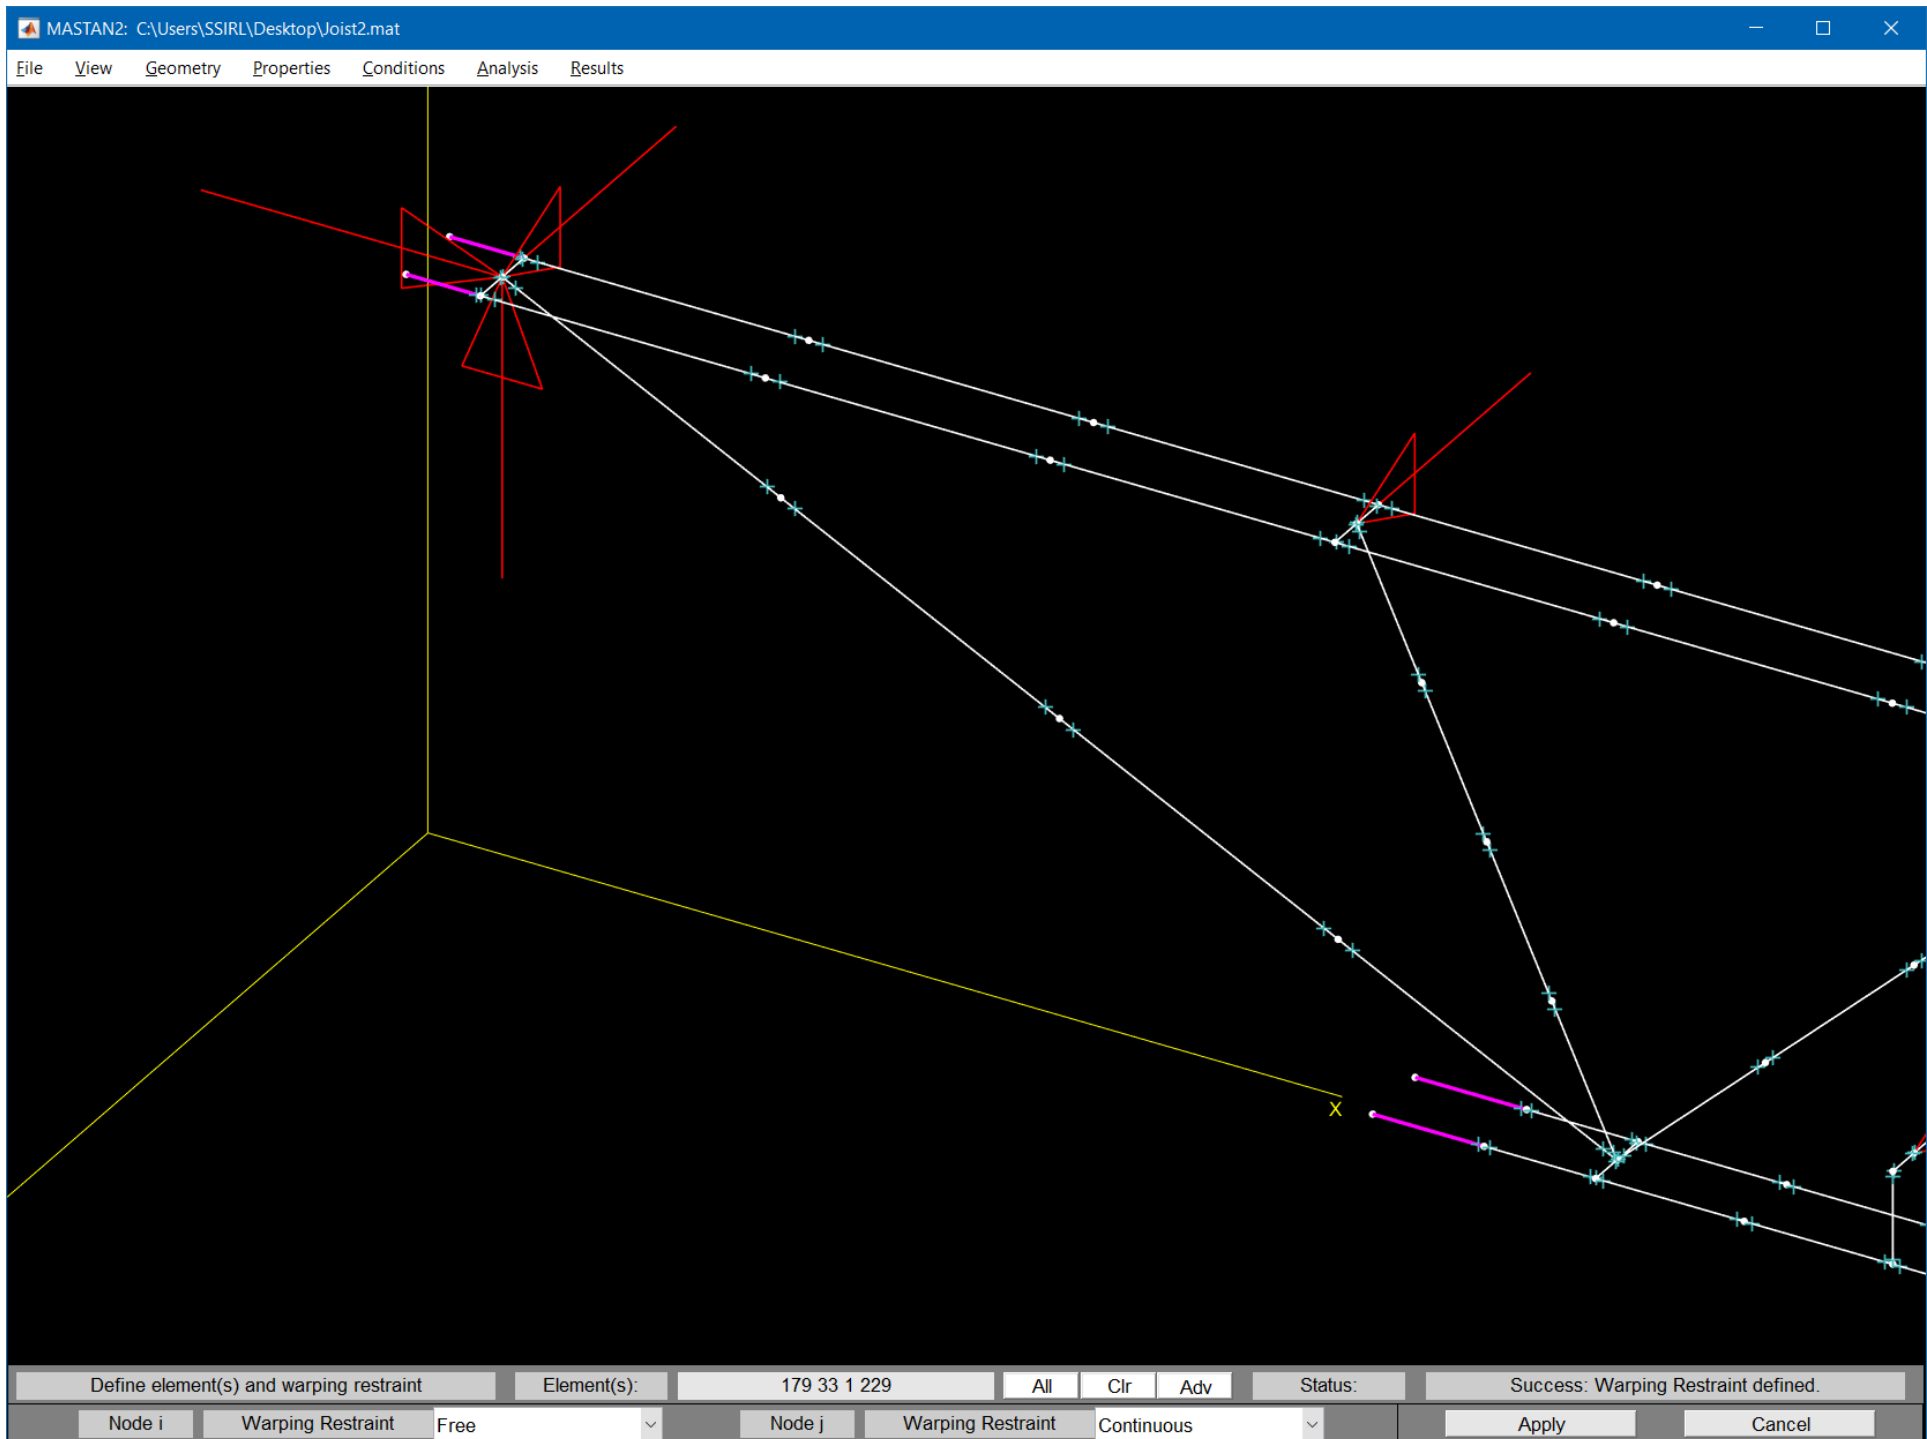 MASTAN2: C:\Users\SSIRL\Desktop\Joist2.mat
File View Geometry Properties Conditions Analysis Results
X
Define element(s) and warping restraint Element(s): 179 33 1 229 All Clr Adv Status: Success: Warping Restraint defined.
Node i Warping Restraint Free Node j Warping Restraint Continuous Apply Cancel